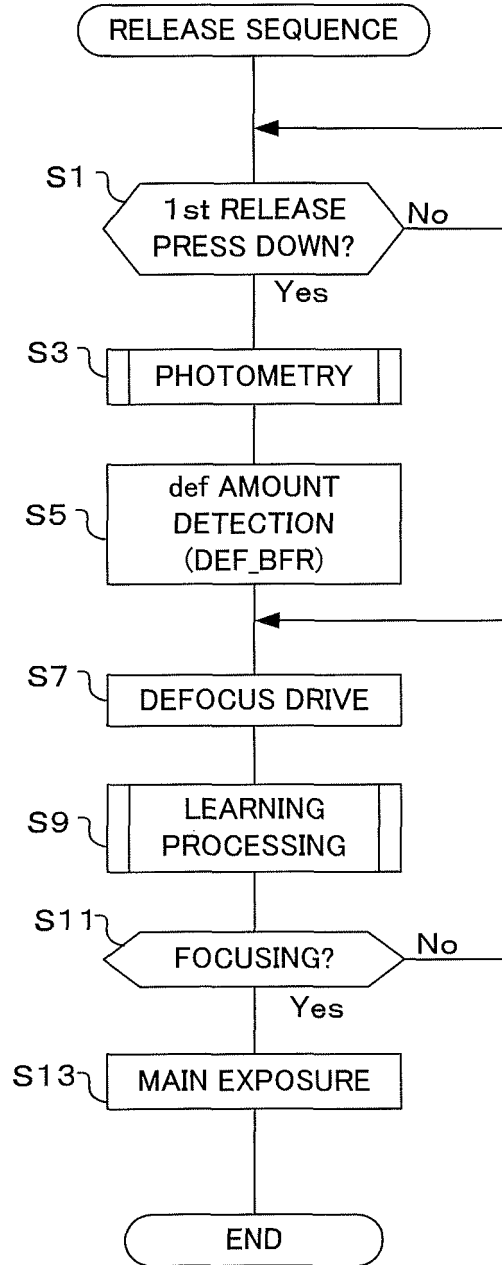 RELEASE SEQUENCE
S1
1st RELEASE
PRESS DOWN?
No
Yes
S3
PHOTOMETRY
S5
def AMOUNT
DETECTION
(DEF_BFR)
S7
DEFOCUS DRIVE
S9
LEARNING
PROCESSING
S11
FOCUSING?
No
Yes
S13
MAIN EXPOSURE
END